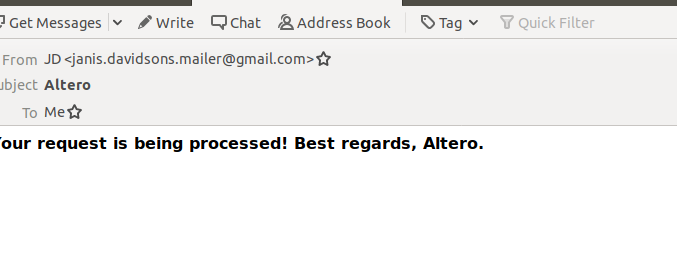 Get Messages Write Chat Address Book Tag Quick Filter
From JD <janis.davidsons.mailer@gmail.com>
ubject Altero
To Me
our request is being processed! Best regards, Altero.